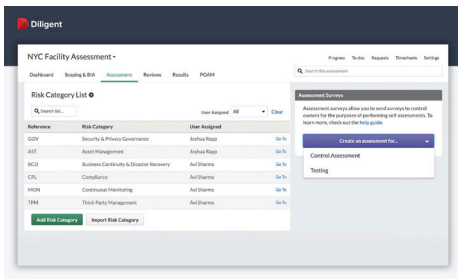 Diligent
NYC Facility Assessment
Progress To-do Requests Timesheets Settings
Dashboard Scoping & BIA Assessment Reviews Results POAM
Search this assessment
Risk Category List
Search list...
User Assigned All Clear
Reference Risk Category User Assigned
GOV Security & Privacy Governance Joshua Rapp Go To
AST Asset Management Joshua Rapp Go To
BCD Business Continuity & Disaster Recovery Avi Sharma Go To
CPL Compliance Avi Sharma Go To
MON Continuous Monitoring Avi Sharma Go To
TPM Third-Party Management Avi Sharma Go To
Add Risk Category Import Risk Category
Assessment Surveys
Assessment surveys allow you to send surveys to control
owners for the purposes of performing self assessments. To
learn more, check out the help guide.
Create an assessment for...
Control Assessment
Testing